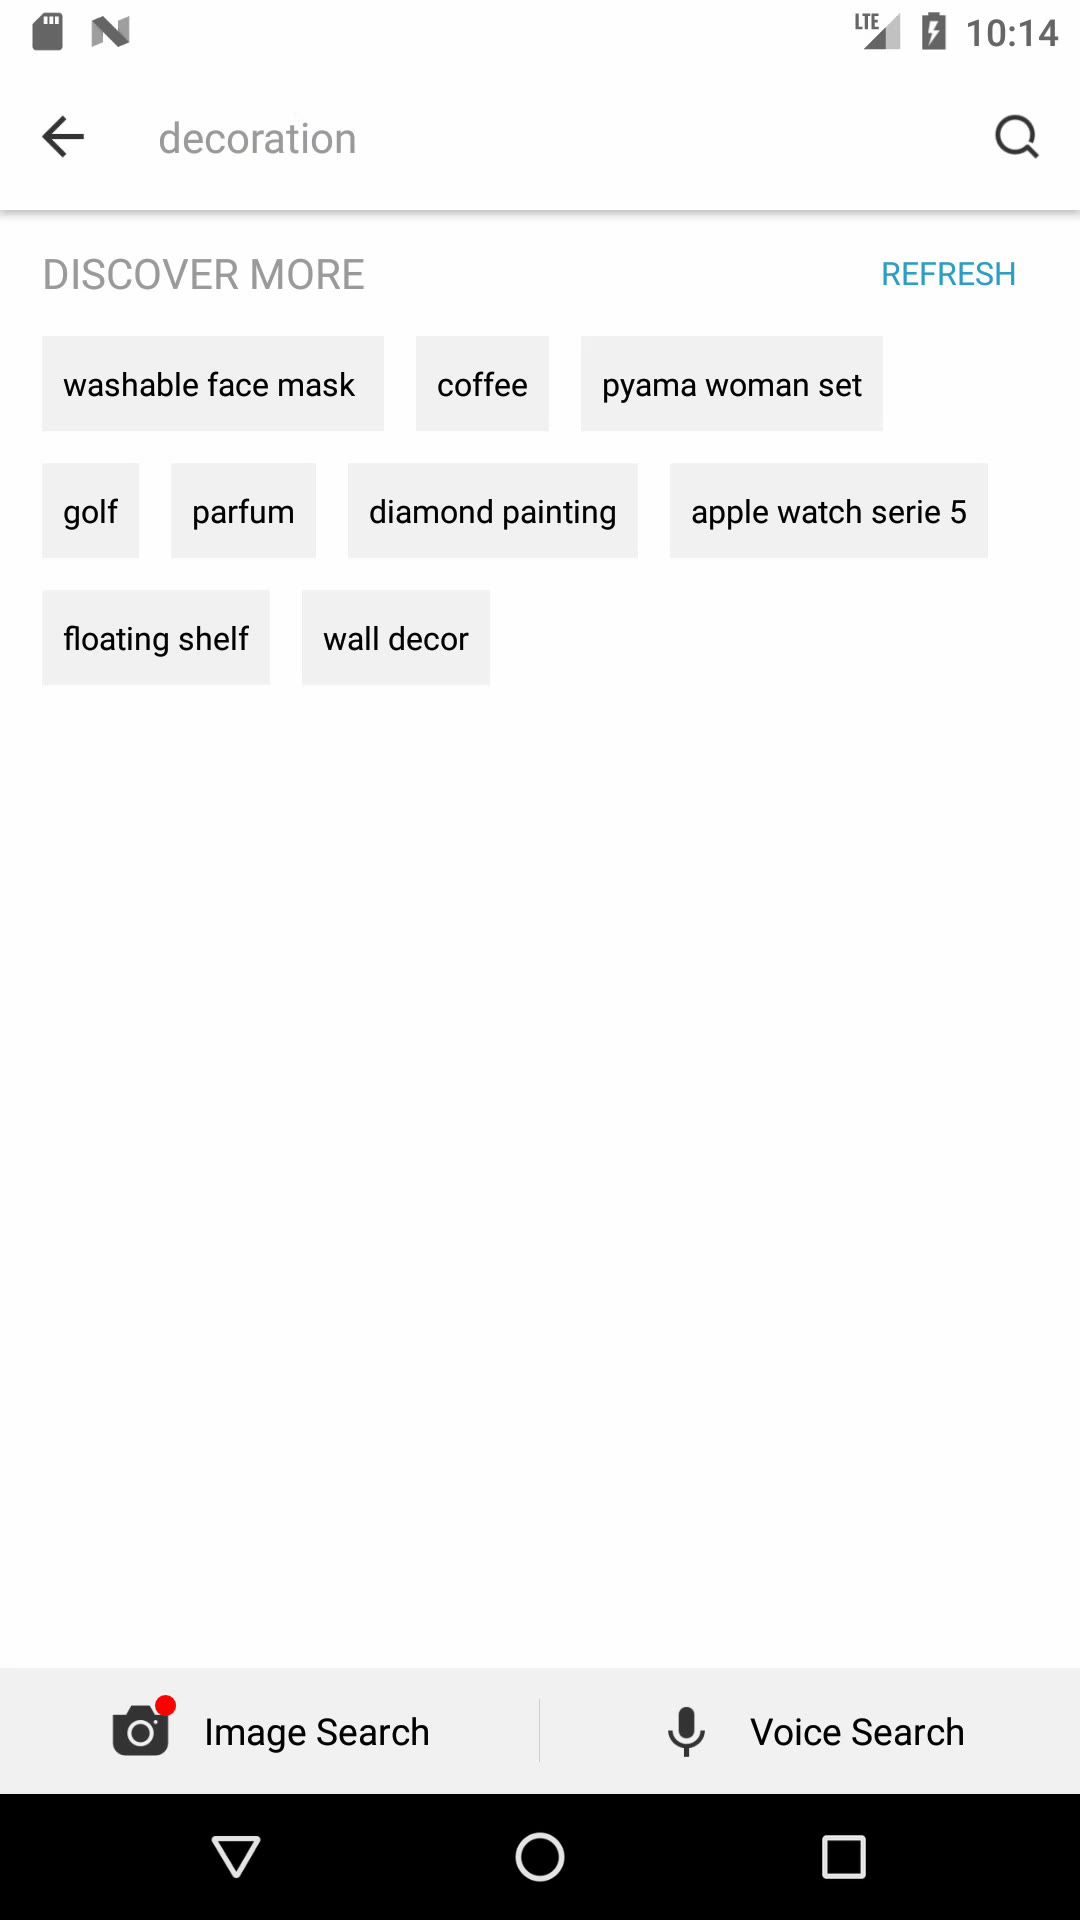 LTE 10:14
decoration
DISCOVER MORE REFRESH
washable face mask coffee pyama woman set
golf parfum diamond painting apple watch serie 5
floating shelf wall decor
Image Search Voice Search